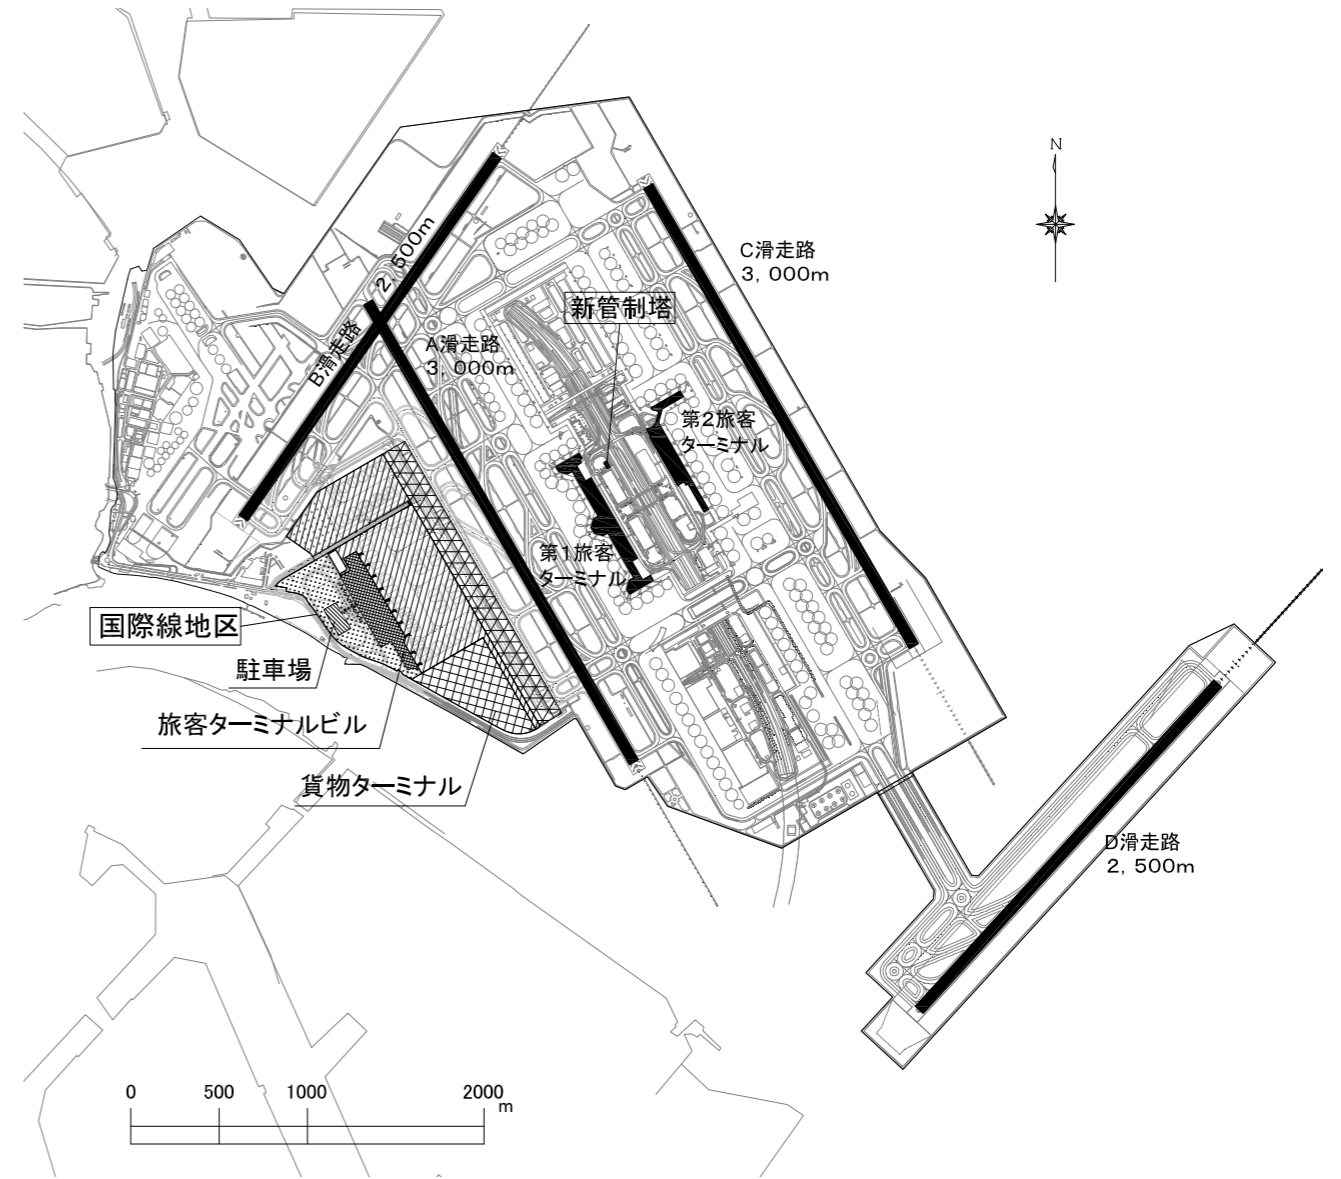 N
C滑走路
3,000m
B滑走路 2,500m
新管制塔
A滑走路
3,000m
第2旅客
ターミナル
第1旅客
ターミナル
国際線地区
駐車場
旅客ターミナルビル
貨物ターミナル
D滑走路
2,500m
0 500 1000 2000
m